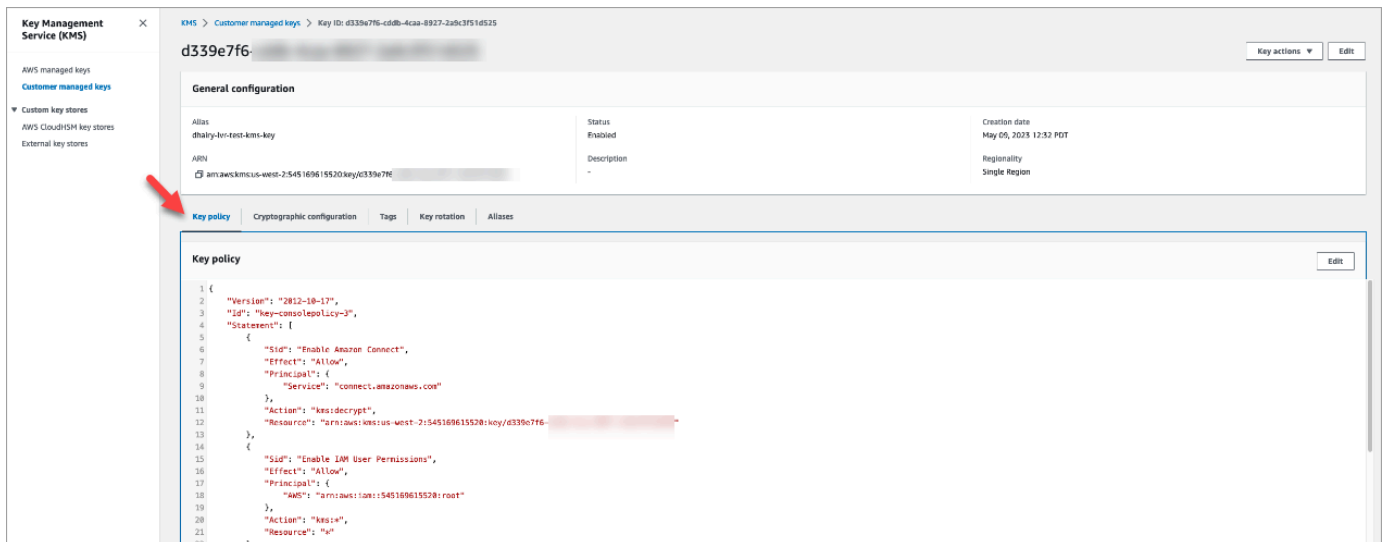 Key Management
Service (KMS)
AWS managed keys
Customer managed keys
Custom key stores
AWS CloudHSM key stores
External key stores
KMS > Customer managed keys > Key ID: d339e7f6-cddb-4caa-8927-2a9c3f51d525
d339e7f6-
Key actions
Edit
General configuration
Alias
dhairy-lvr-test-kms-key
Status
Enabled
Creation date
May 09, 2023 12:32 PDT
ARN
arn:aws:kms:us-west-2:545169615520:key/d339e7f6
Description
-
Regionality
Single Region
Key policy
Cryptographic configuration
Tags
Key rotation
Aliases
Key policy
Edit
1 {
2 "Version": "2012-10-17",
3 "Id": "key-consolepolicy-3",
4 "Statement": [
5 {
6 "Sid": "Enable Amazon Connect",
7 "Effect": "Allow",
8 "Principal": {
9 "Service": "connect.amazonaws.com"
10 },
11 "Action": "kms:decrypt",
12 "Resource": "arn:aws:kms:us-west-2:545169615520:key/d339e7f6- "
13 },
14 {
15 "Sid": "Enable IAM User Permissions",
16 "Effect": "Allow",
17 "Principal": {
18 "AWS": "arn:aws:iam::545169615520:root"
19 },
20 "Action": "kms:*",
21 "Resource": "*"